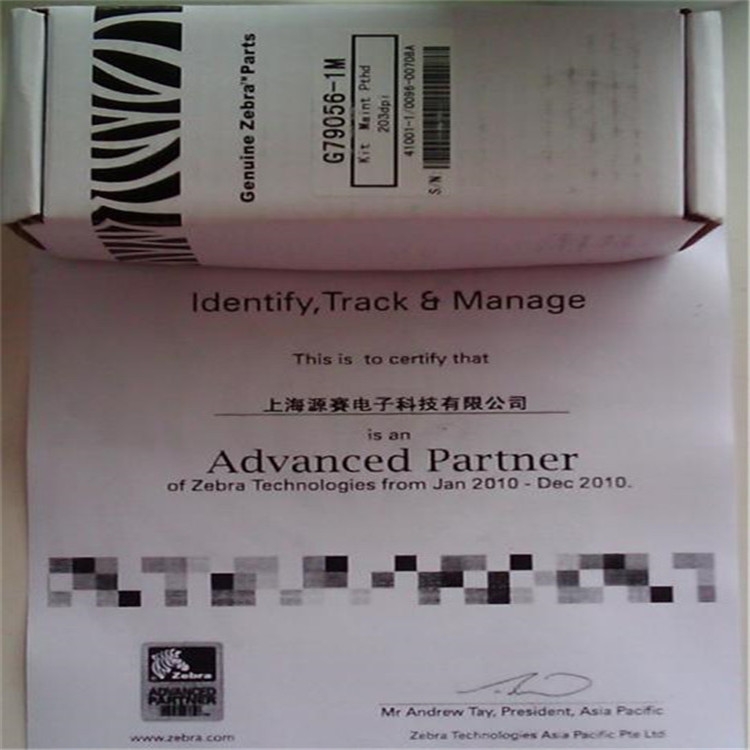 Genuine Zebra™ Parts
G79056-1M
Kit Maint Pthd
203dpi
41001-1/0096-00708A
S/N
Identify,Track & Manage
This is to certify that
上海源赛电子科技有限公司
is an
Advanced Partner
of Zebra Technologies from Jan 2010 - Dec 2010.
Zebra
ADVANCED
PARTNER
www.zebra.com
Mr Andrew Tay, President, Asia Pacific
Zebra Technologies Asia Pacific Pte Ltd